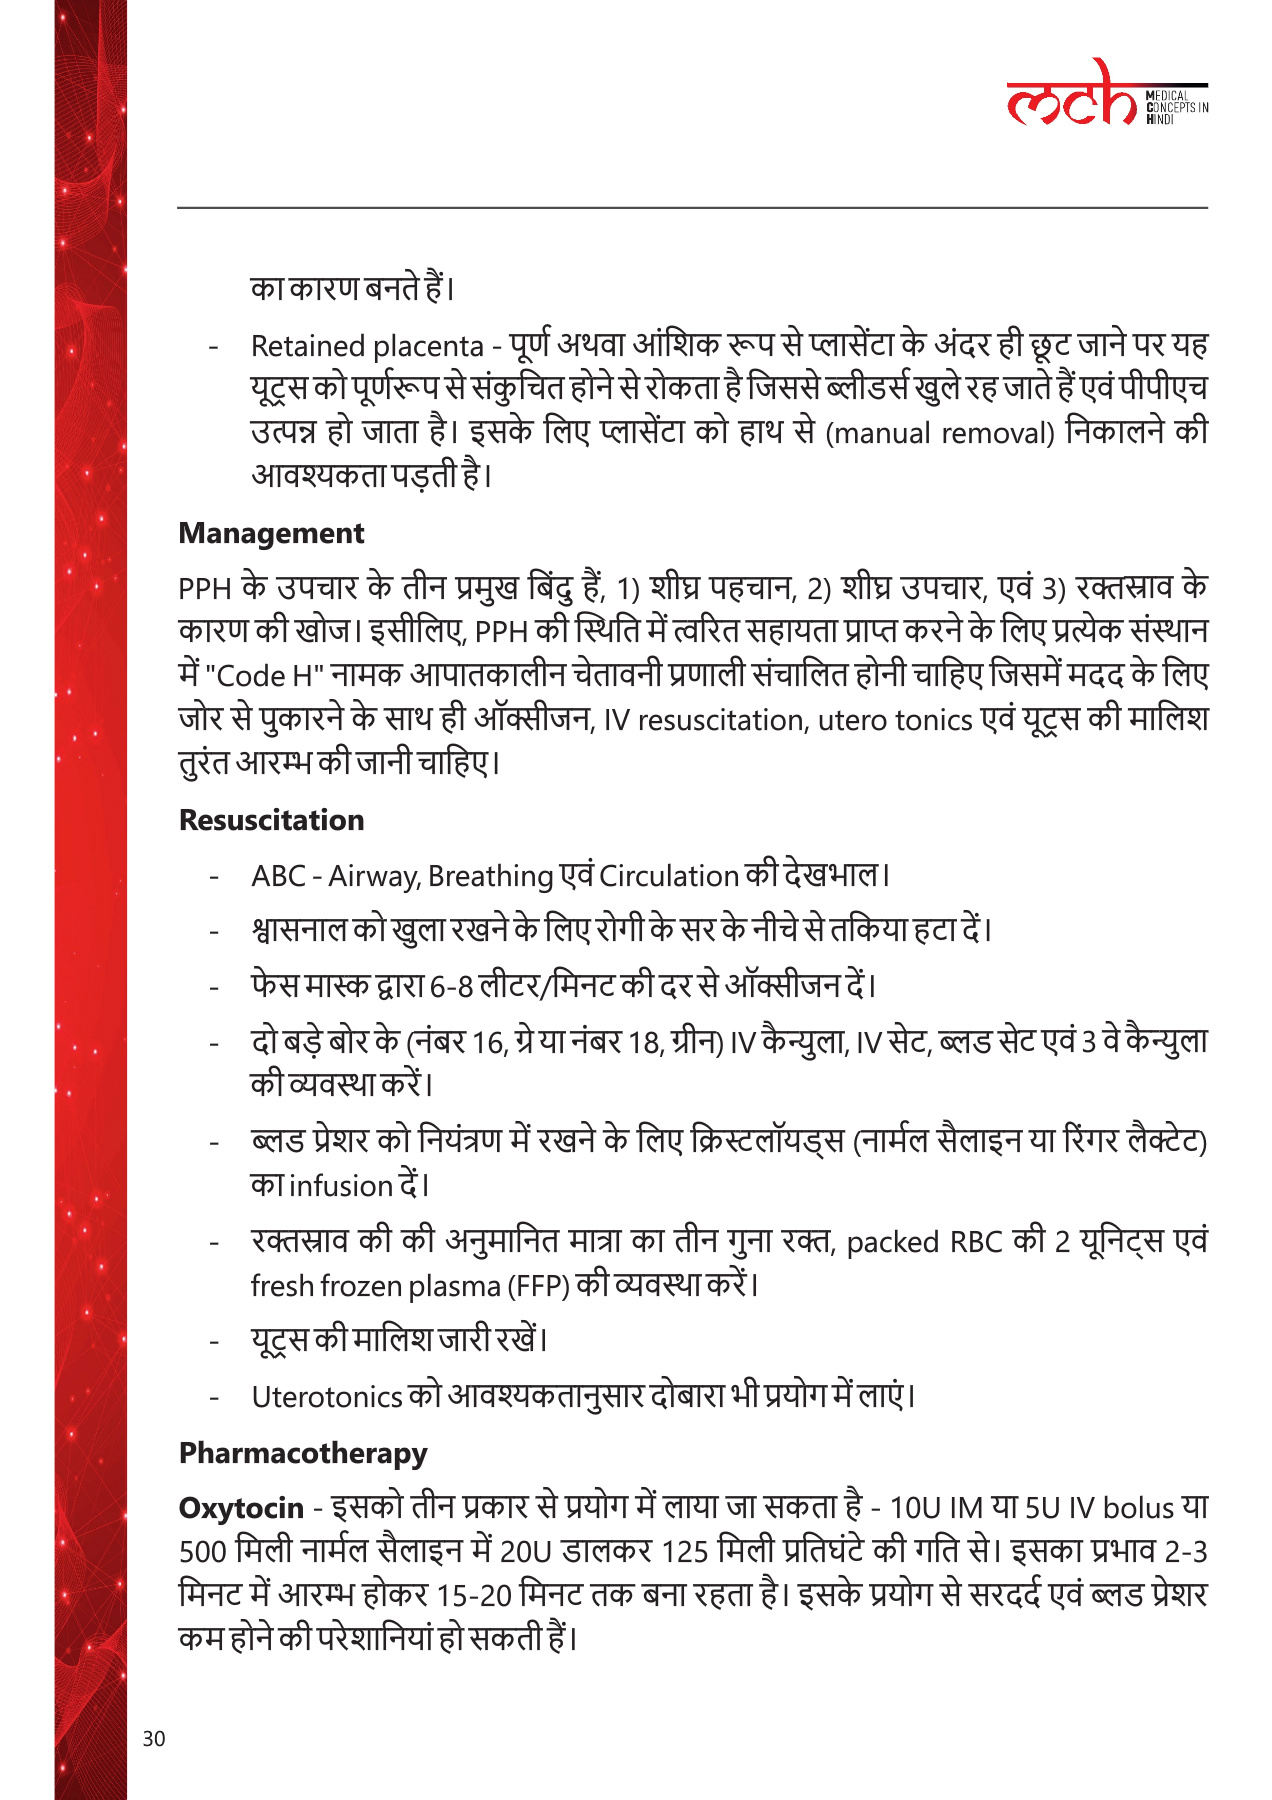 mch
MEDICAL
CONCEPTS IN
HINDI
का कारण बनते हैं।
- Retained placenta - पूर्ण अथवा आंशिक रूप से प्लासेंटा के अंदर ही छूट जाने पर यह
यूट्रस को पूर्णरूप से संकुचित होने से रोकता है जिससे ब्लीडर्स खुले रह जाते हैं एवं पीपीएच
उत्पन्न हो जाता है। इसके लिए प्लासेंटा को हाथ से (manual removal) निकालने की
आवश्यकता पड़ती है।
Management
PPH के उपचार के तीन प्रमुख बिंदु हैं, 1) शीघ्र पहचान, 2) शीघ्र उपचार, एवं 3) रक्तस्राव के
कारण की खोज। इसीलिए, PPH की स्थिति में त्वरित सहायता प्राप्त करने के लिए प्रत्येक संस्थान
में "Code H" नामक आपातकालीन चेतावनी प्रणाली संचालित होनी चाहिए जिसमें मदद के लिए
जोर से पुकारने के साथ ही ऑक्सीजन, IV resuscitation, utero tonics एवं यूट्रस की मालिश
तुरंत आरम्भ की जानी चाहिए।
Resuscitation
- ABC - Airway, Breathing एवं Circulation की देखभाल।
- श्वासनाल को खुला रखने के लिए रोगी के सर के नीचे से तकिया हटा दें।
- फेस मास्क द्वारा 6-8 लीटर/मिनट की दर से ऑक्सीजन दें।
- दो बड़े बोर के (नंबर 16, ग्रे या नंबर 18, ग्रीन) IV कैन्युला, IV सेट, ब्लड सेट एवं 3 वे कैन्युला
की व्यवस्था करें।
- ब्लड प्रेशर को नियंत्रण में रखने के लिए क्रिस्टलॉयड्स (नार्मल सैलाइन या रिंगर लैक्टेट)
का infusion दें।
- रक्तस्राव की की अनुमानित मात्रा का तीन गुना रक्त, packed RBC की 2 यूनिट्स एवं
fresh frozen plasma (FFP) की व्यवस्था करें।
- यूट्रस की मालिश जारी रखें।
- Uterotonics को आवश्यकतानुसार दोबारा भी प्रयोग में लाएं।
Pharmacotherapy
Oxytocin - इसको तीन प्रकार से प्रयोग में लाया जा सकता है - 10U IM या 5U IV bolus या
500 मिली नार्मल सैलाइन में 20U डालकर 125 मिली प्रतिघंटे की गति से। इसका प्रभाव 2-3
मिनट में आरम्भ होकर 15-20 मिनट तक बना रहता है। इसके प्रयोग से सरदर्द एवं ब्लड प्रेशर
कम होने की परेशानियां हो सकती हैं।
30